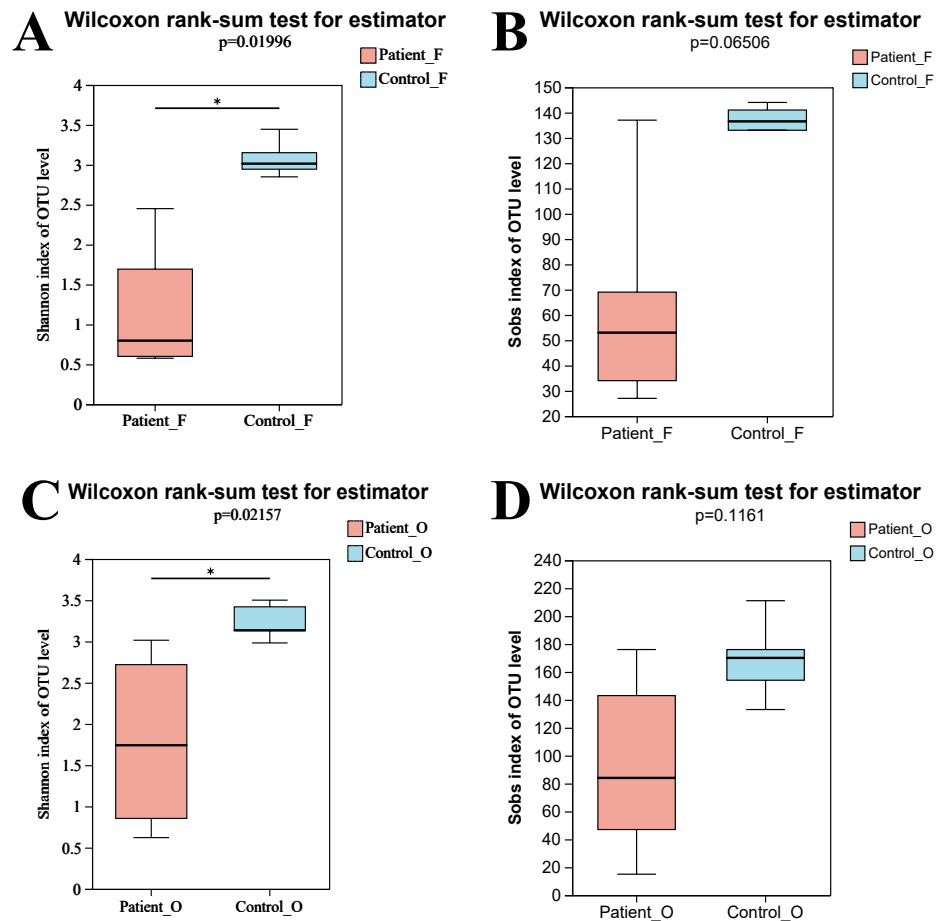 A
Wilcoxon rank-sum test for estimator
p=0.01996
Patient_F
Control_F
*
4
3.5
3
2.5
2
1.5
1
0.5
0
Shannon index of OTU level
Patient_F Control_F
B
Wilcoxon rank-sum test for estimator
p=0.06506
Patient_F
Control_F
150
140
130
120
110
100
90
80
70
60
50
40
30
20
Sobs index of OTU level
Patient_F Control_F
C
Wilcoxon rank-sum test for estimator
p=0.02157
Patient_O
Control_O
*
4
3.5
3
2.5
2
1.5
1
0.5
0
Shannon index of OTU level
Patient_O Control_O
D
Wilcoxon rank-sum test for estimator
p=0.1161
Patient_O
Control_O
240
220
200
180
160
140
120
100
80
60
40
20
0
Sobs index of OTU level
Patient_O Control_O